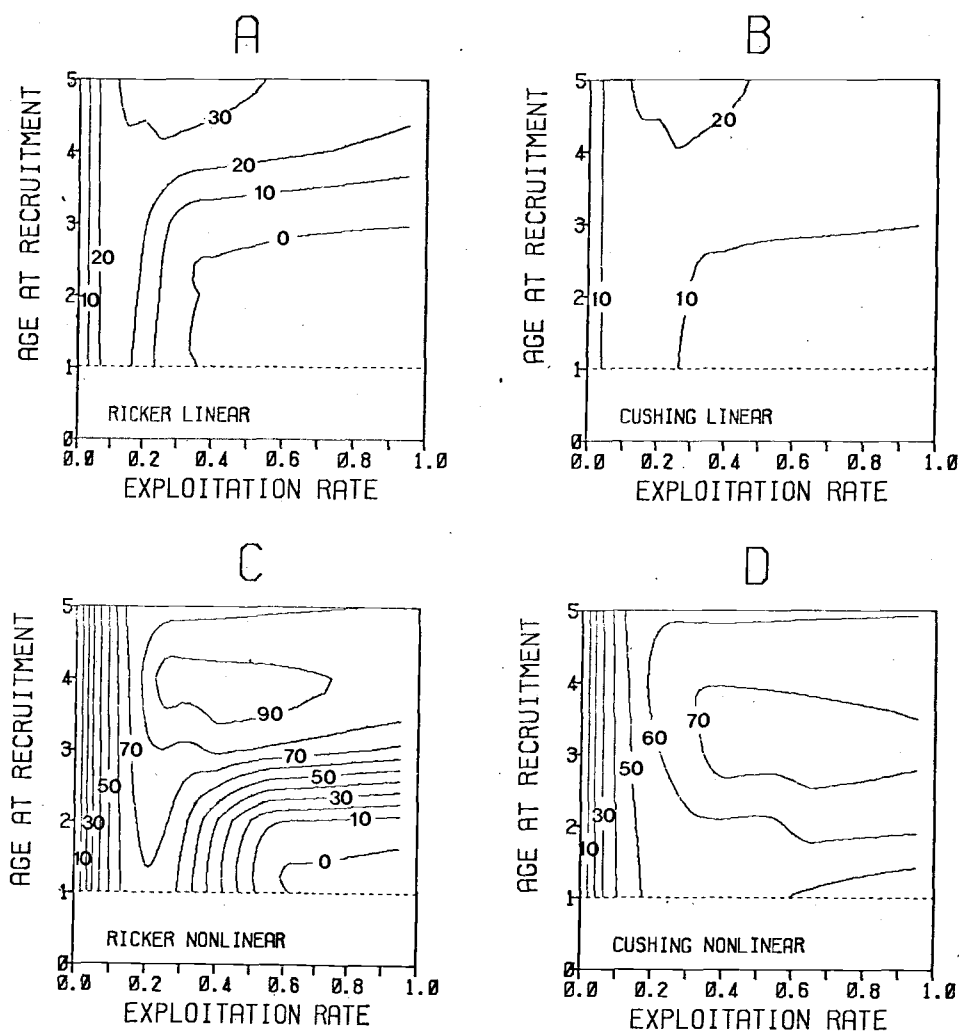 A
AGE AT RECRUITMENT
5
4
3
2
1
0
30
20
10
0
20
10
RICKER LINEAR
0.0 0.2 0.4 0.6 0.8 1.0
EXPLOITATION RATE
B
AGE AT RECRUITMENT
5
4
3
2
1
0
20
10
10
CUSHING LINEAR
0.0 0.2 0.4 0.6 0.8 1.0
EXPLOITATION RATE
C
AGE AT RECRUITMENT
5
4
3
2
1
0
90
70
70
50
50
30
30
10
10
0
RICKER NONLINEAR
0.0 0.2 0.4 0.6 0.8 1.0
EXPLOITATION RATE
D
AGE AT RECRUITMENT
5
4
3
2
1
0
70
60
50
30
10
CUSHING NONLINEAR
0.0 0.2 0.4 0.6 0.8 1.0
EXPLOITATION RATE